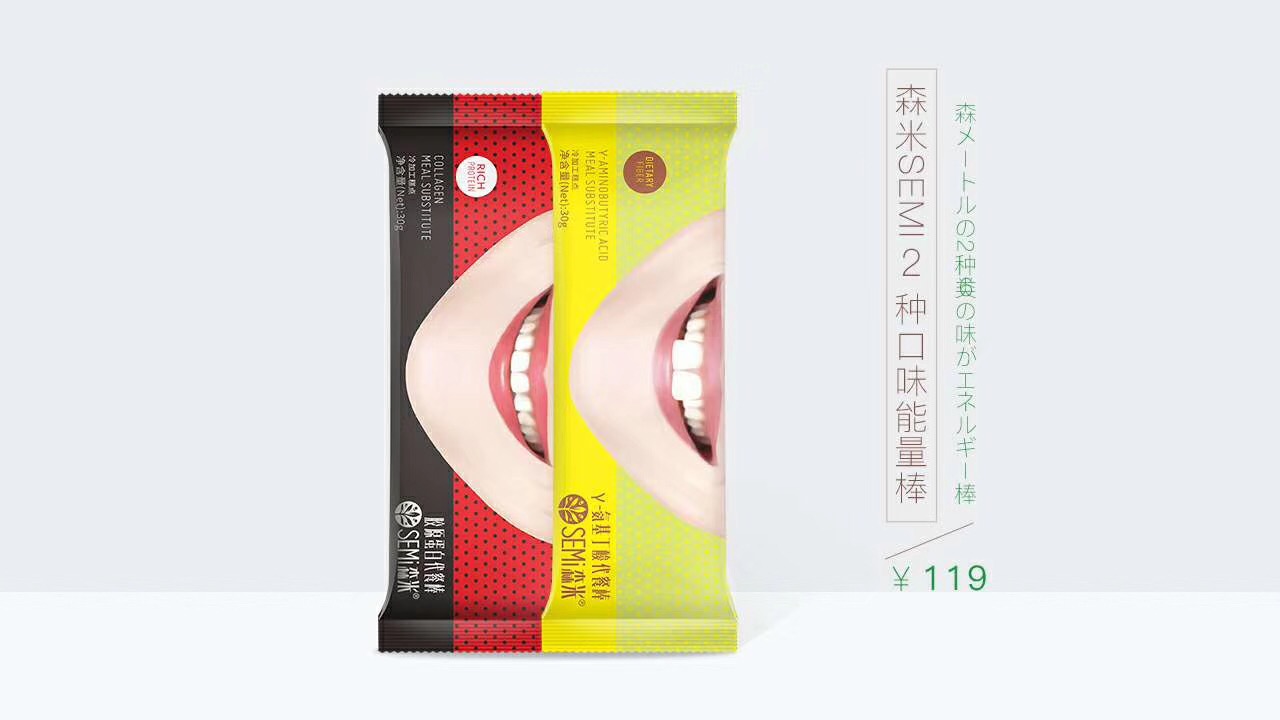 COLLAGEN
MEAL SUBSTITUTE
冷加工糕点
净含量(Net):30g
RICH
PROTEIN
胶原蛋白代餐棒
SEMi森米®
Y-AMINOBUTYRIC ACID
MEAL SUBSTITUTE
冷加工糕点
净含量(Net):30g
DIETARY
FIBER
Y-氨基丁酸代餐棒
SEMi森米®
森米SEMI 2 种口味能量棒
森メートルの2种类の味がエネルギー棒
¥ 119